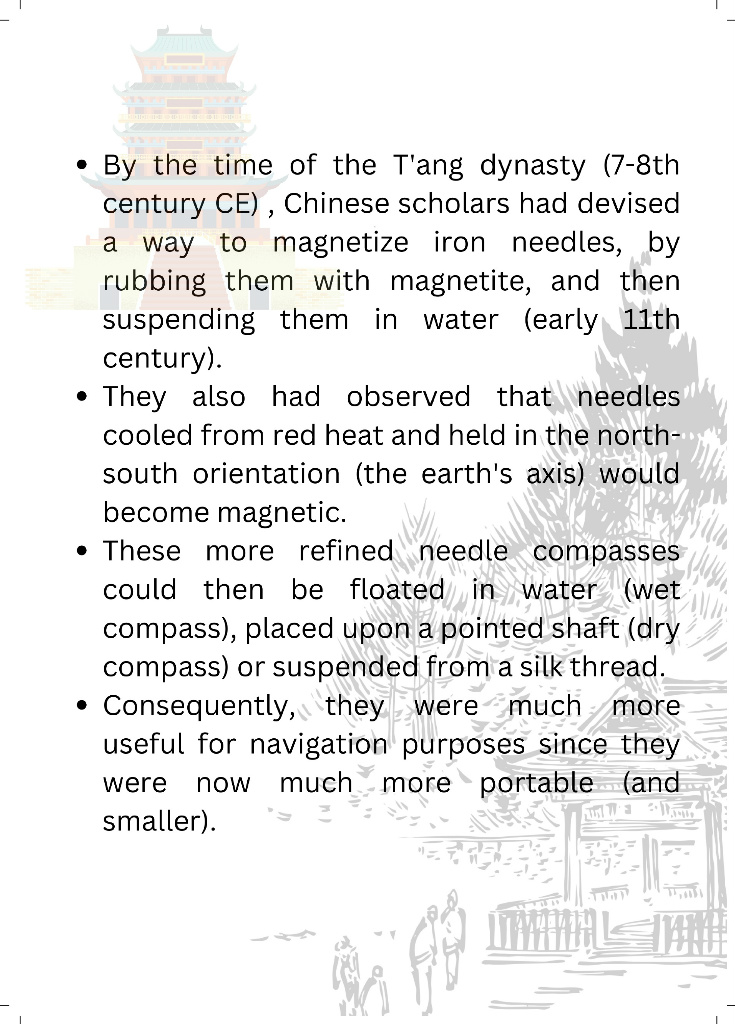 • By the time of the T'ang dynasty (7-8th
century CE) , Chinese scholars had devised
a way to magnetize iron needles, by
rubbing them with magnetite, and then
suspending them in water (early 11th
century).
• They also had observed that needles
cooled from red heat and held in the north-
south orientation (the earth's axis) would
become magnetic.
• These more refined needle compasses
could then be floated in water (wet
compass), placed upon a pointed shaft (dry
compass) or suspended from a silk thread.
• Consequently, they were much more
useful for navigation purposes since they
were now much more portable (and
smaller).